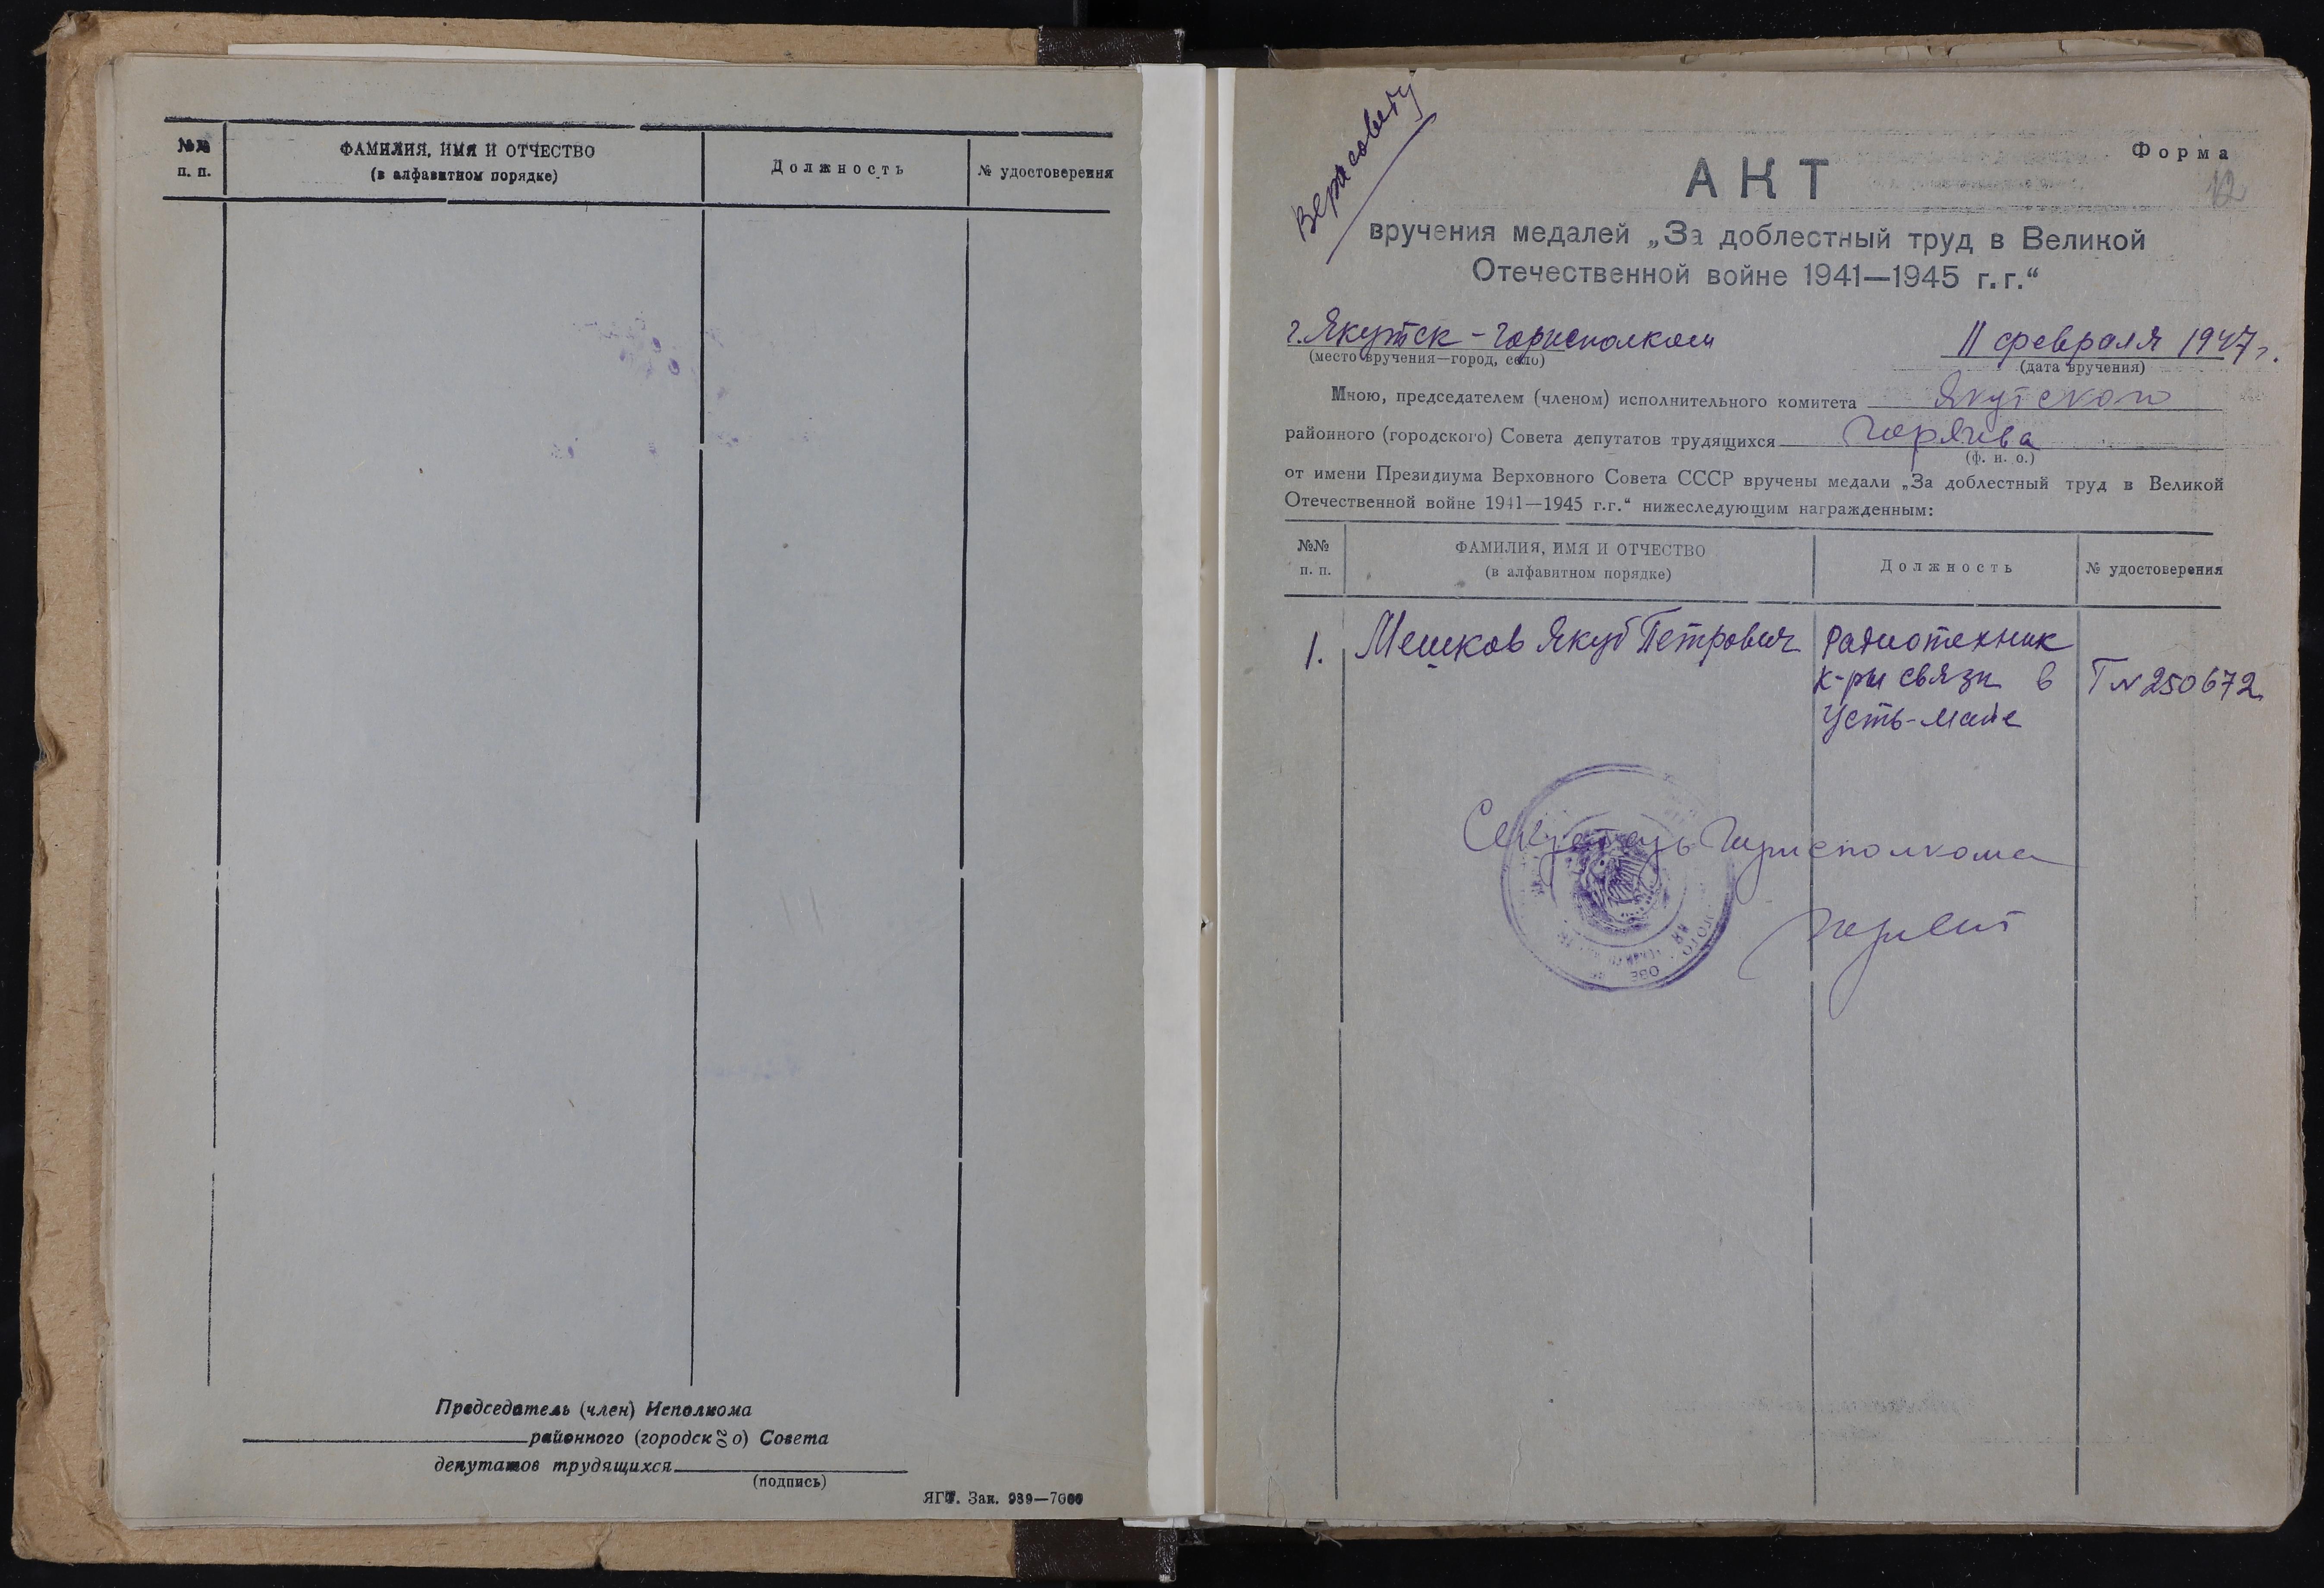 №№ п. п.
ФАМИЛИЯ, ИМЯ И ОТЧЕСТВО
(в алфавитном порядке)
Должность
№ удостоверения
Председатель (член) Исполкома
районного (городского) Совета
депутатов трудящихся
(подпись)
ЯГТ. Зак. 939—7000
Форма
12
АКТ
вручения медалей „За доблестный труд в Великой
Отечественной войне 1941—1945 г.г.“
г. Якутск - горисполком
11 февраля 1947 г.
(место вручения—город, село)
(дата вручения)
Мною, председателем (членом) исполнительного комитета Якутского
районного (городского) Совета депутатов трудящихся
(ф. и. о.)
от имени Президиума Верховного Совета СССР вручены медали „За доблестный труд в Великой
Отечественной войне 1941—1945 г.г.“ нижеследующим награжденным:
№№ п. п.
ФАМИЛИЯ, ИМЯ И ОТЧЕСТВО
(в алфавитном порядке)
Должность
№ удостоверения
1. Мешков Якуб Петрович
радиотехник
к-ры связи в
Усть-Мае
Т № 250672
Секретарь Горисполкома